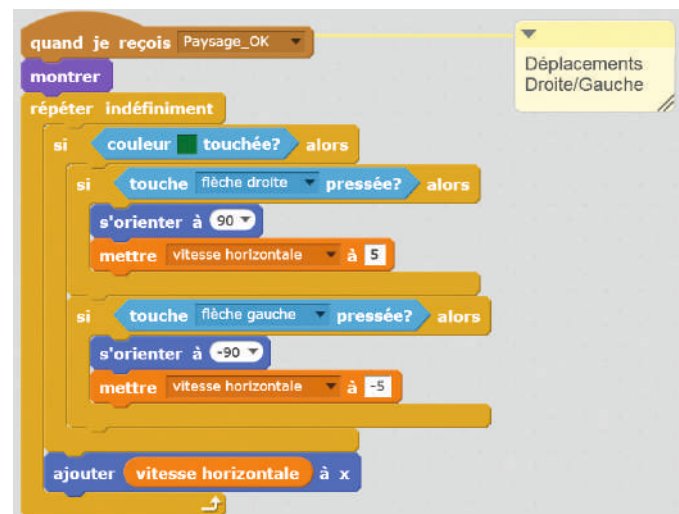 quand je reçois Paysage_OK
Déplacements
Droite/Gauche
montrer
répéter indéfiniment
si couleur touchée? alors
si touche flèche droite pressée? alors
s'orienter à 90
mettre vitesse horizontale à 5
si touche flèche gauche pressée? alors
s'orienter à -90
mettre vitesse horizontale à -5
ajouter vitesse horizontale à x